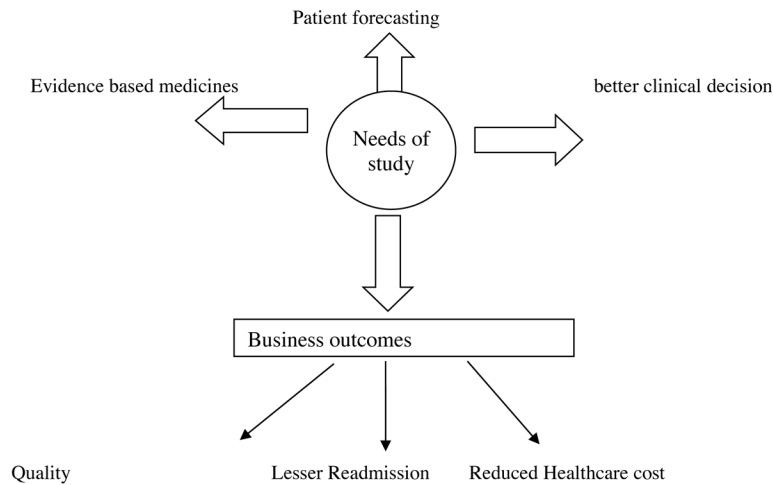 Patient forecasting
Evidence based medicines
better clinical decision
Needs of
study
Business outcomes
Quality
Lesser Readmission
Reduced Healthcare cost